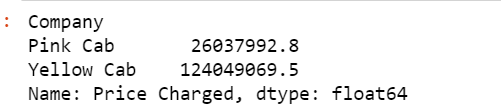 : Company
Pink Cab 26037992.8
Yellow Cab 124049069.5
Name: Price Charged, dtype: float64